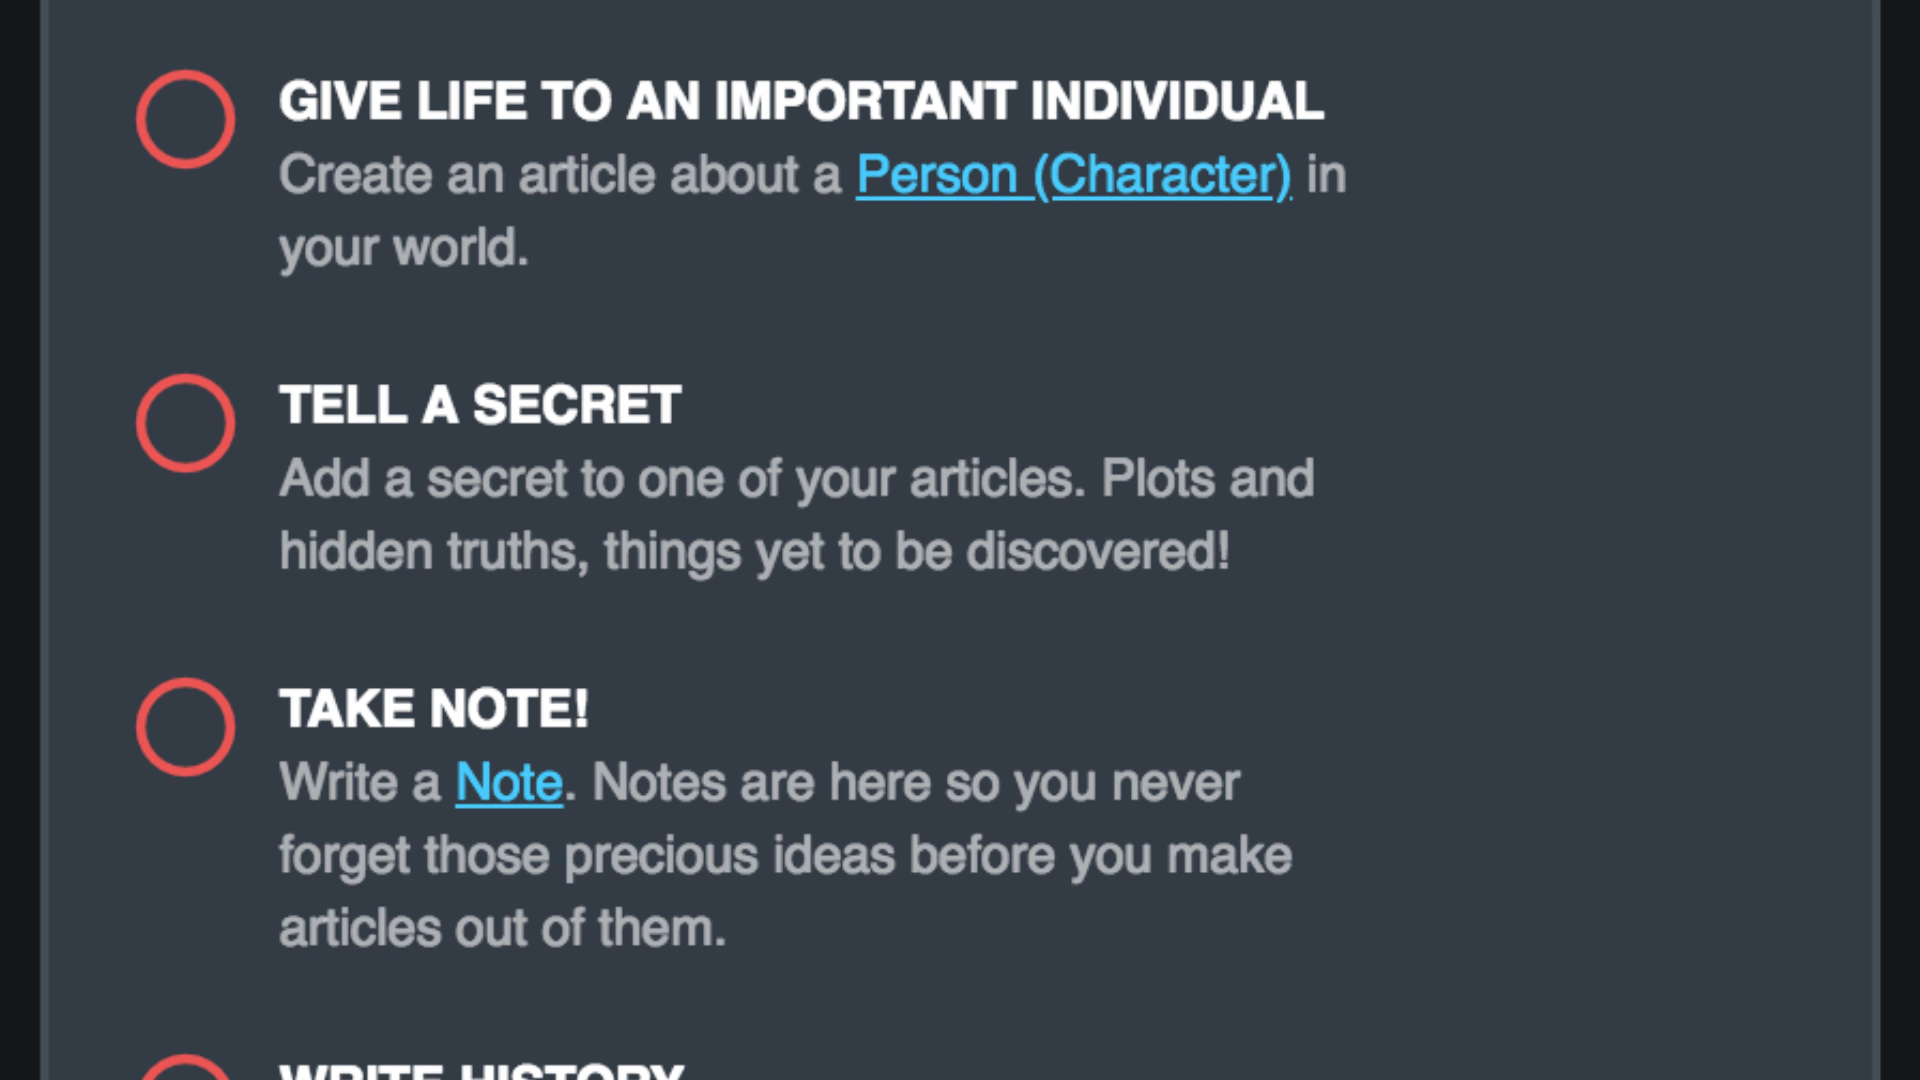 GIVE LIFE TO AN IMPORTANT INDIVIDUAL
Create an article about a Person (Character) in
your world.
TELL A SECRET
Add a secret to one of your articles. Plots and
hidden truths, things yet to be discovered!
TAKE NOTE!
Write a Note. Notes are here so you never
forget those precious ideas before you make
articles out of them.
WRITE HISTORY